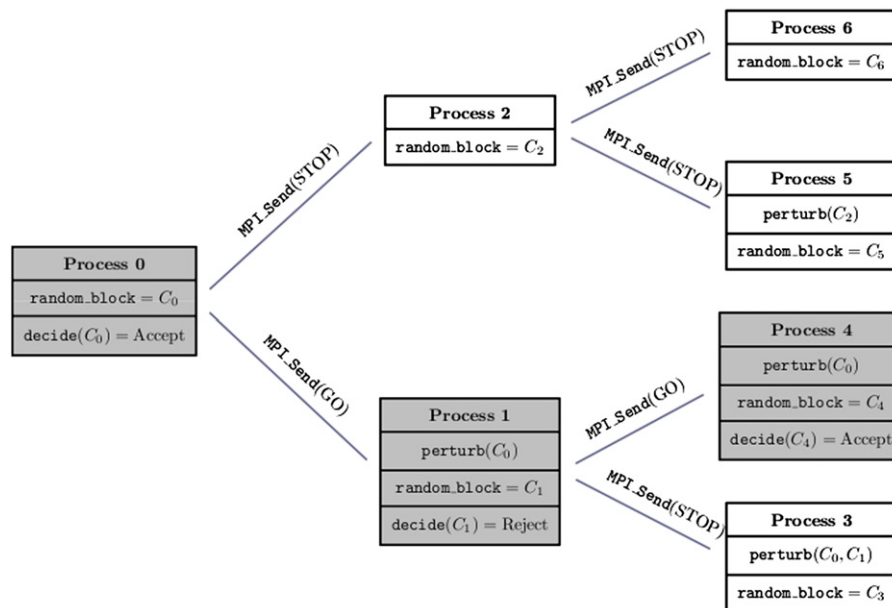 Process 6
random_block = C₆
MPI_Send(STOP)
Process 2
random_block = C₂
MPI_Send(STOP)
MPI_Send(STOP)
Process 5
perturb(C₂)
random_block = C₅
Process 0
random_block = C₀
decide(C₀) = Accept
MPI_Send(GO)
Process 4
perturb(C₀)
random_block = C₄
decide(C₄) = Accept
MPI_Send(GO)
Process 1
perturb(C₀)
random_block = C₁
decide(C₁) = Reject
MPI_Send(STOP)
Process 3
perturb(C₀, C₁)
random_block = C₃